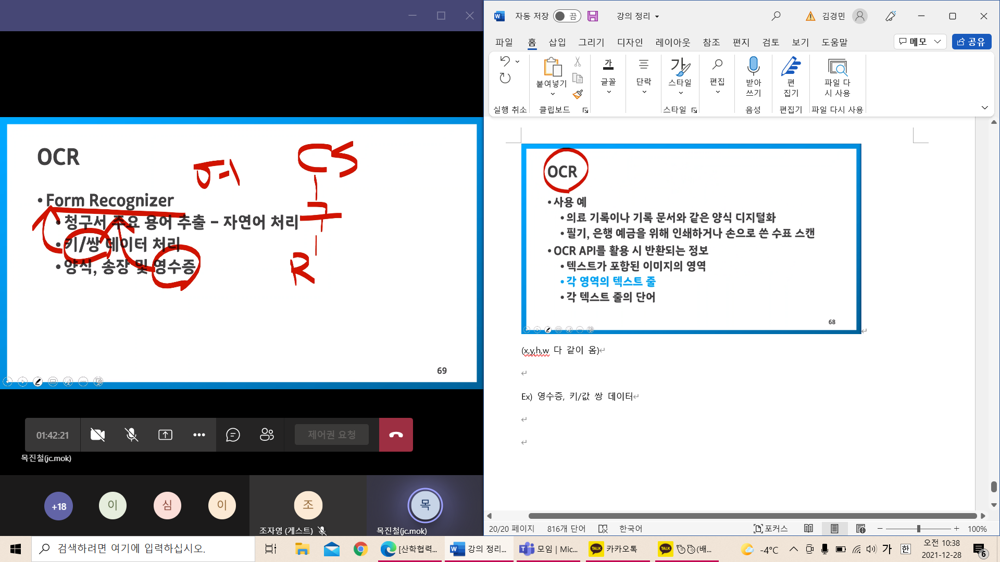 OCR
• Form Recognizer
• 청구서 주요 용어 추출 – 자연어 처리
• 키/쌍 데이터 처리
• 양식, 송장 및 영수증
CS
R
69
01:42:21
제어권 요청
목진철(jc.mok)
+18
이
심
이
조
목
조자영 (게스트)
목진철(jc.mok)
자동 저장
끔
강의 정리
김경민
파일
홈
삽입
그리기
디자인
레이아웃
참조
편지
검토
보기
도움말
메모
공유
붙여넣기
가
글꼴
단락
가
스타일
편집
받아
쓰기
편
집기
파일 다
시 사용
실행 취소
클립보드
스타일
음성
편집기
파일 다시 사용
OCR
• 사용 예
• 의료 기록이나 기록 문서와 같은 양식 디지털화
• 필기, 은행 예금을 위해 인쇄하거나 손으로 쓴 수표 스캔
• OCR API를 활용 시 반환되는 정보
• 텍스트가 포함된 이미지의 영역
• 각 영역의 텍스트 줄
• 각 텍스트 줄의 단어
68
(x,y,h,w 다 같이 옴)
Ex) 영수증, 키/값 쌍 데이터
20/20 페이지
816개 단어
한국어
포커스
100%
검색하려면 여기에 입력하십시오.
[산학협력...
강의 정리...
모임 | Mic...
TALK
카카오톡
TALK
(배...
-4°C
가
한
오전 10:38
2021-12-28
6